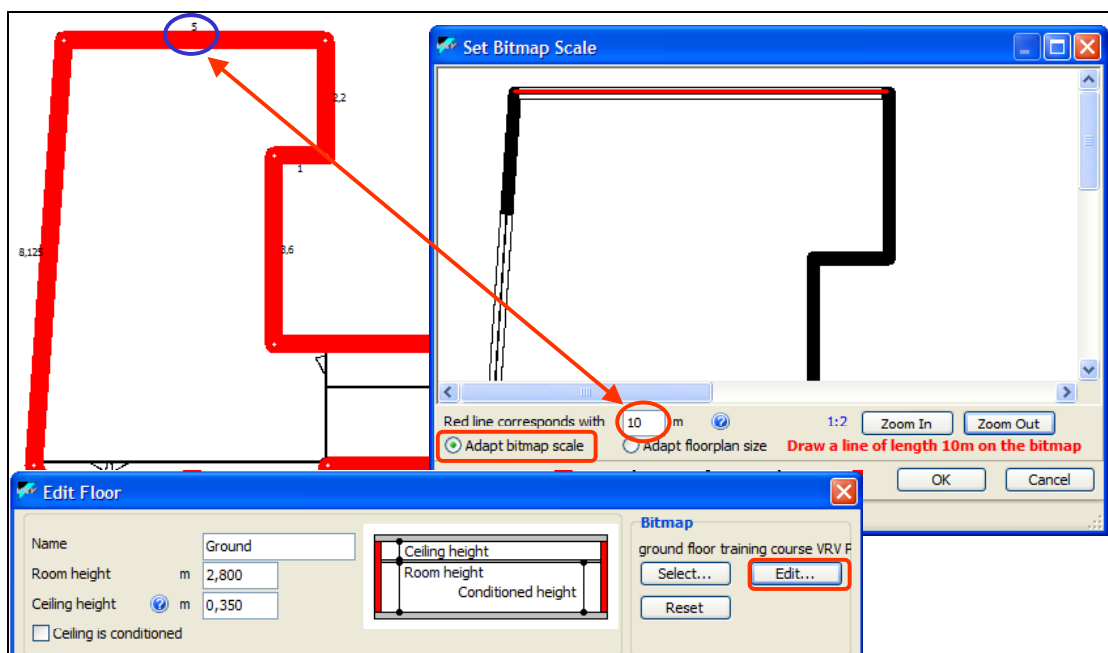 5
2,2
1
3,6
8,125
Set Bitmap Scale
Red line corresponds with 10 m
1:2 Zoom In Zoom Out
Adapt bitmap scale Adapt floorplan size Draw a line of length 10m on the bitmap
OK Cancel
Edit Floor
Name Ground
Room height m 2,800
Ceiling height m 0,350
Ceiling is conditioned
Ceiling height
Room height
Conditioned height
Bitmap
ground floor training course VRV P
Select... Edit...
Reset